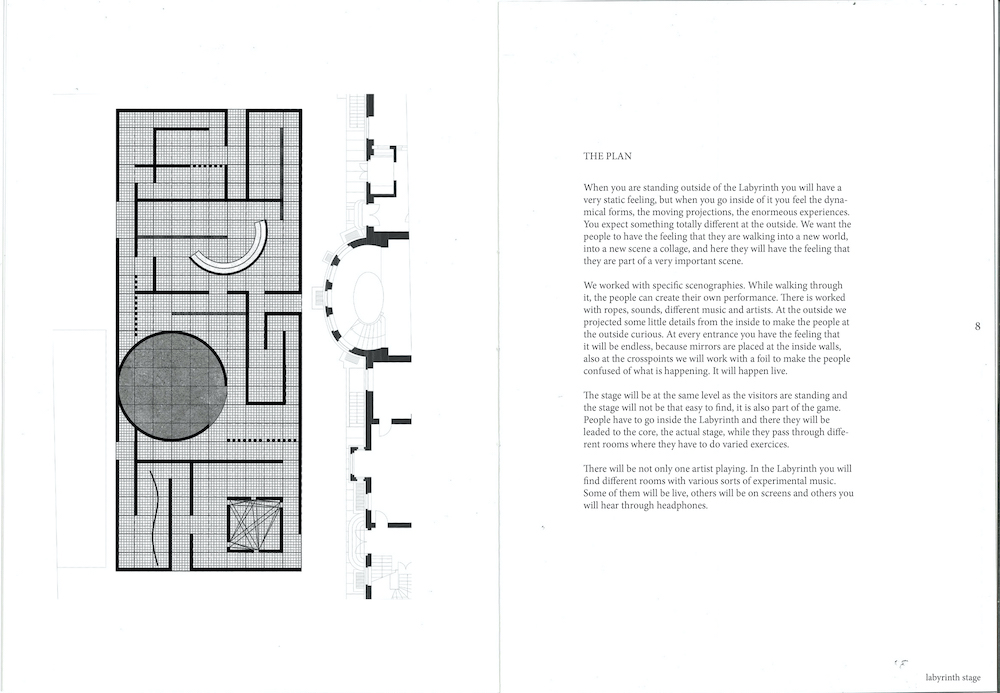 THE PLAN
When you are standing outside of the Labyrinth you will have a
very static feeling, but when you go inside of it you feel the dyna-
mical forms, the moving projections, the enormeous experiences.
You expect something totally different at the outside. We want the
people to have the feeling that they are walking into a new world,
into a new scene a collage, and here they will have the feeling that
they are part of a very important scene.
We worked with specific scenographies. While walking through
it, the people can create their own performance. There is worked
with ropes, sounds, different music and artists. At the outside we
projected some little details from the inside to make the people at
the outside curious. At every entrance you have the feeling that
it will be endless, because mirrors are placed at the inside walls,
also at the crosspoints we will work with a foil to make the people
confused of what is happening. It will happen live.
The stage will be at the same level as the visitors are standing and
the stage will not be that easy to find, it is also part of the game.
People have to go inside the Labyrinth and there they will be
leaded to the core, the actual stage, while they pass through diffe-
rent rooms where they have to do varied exercices.
There will be not only one artist playing. In the Labyrinth you will
find different rooms with various sorts of experimental music.
Some of them will be live, others will be on screens and others you
will hear through headphones.
8
labyrinth stage